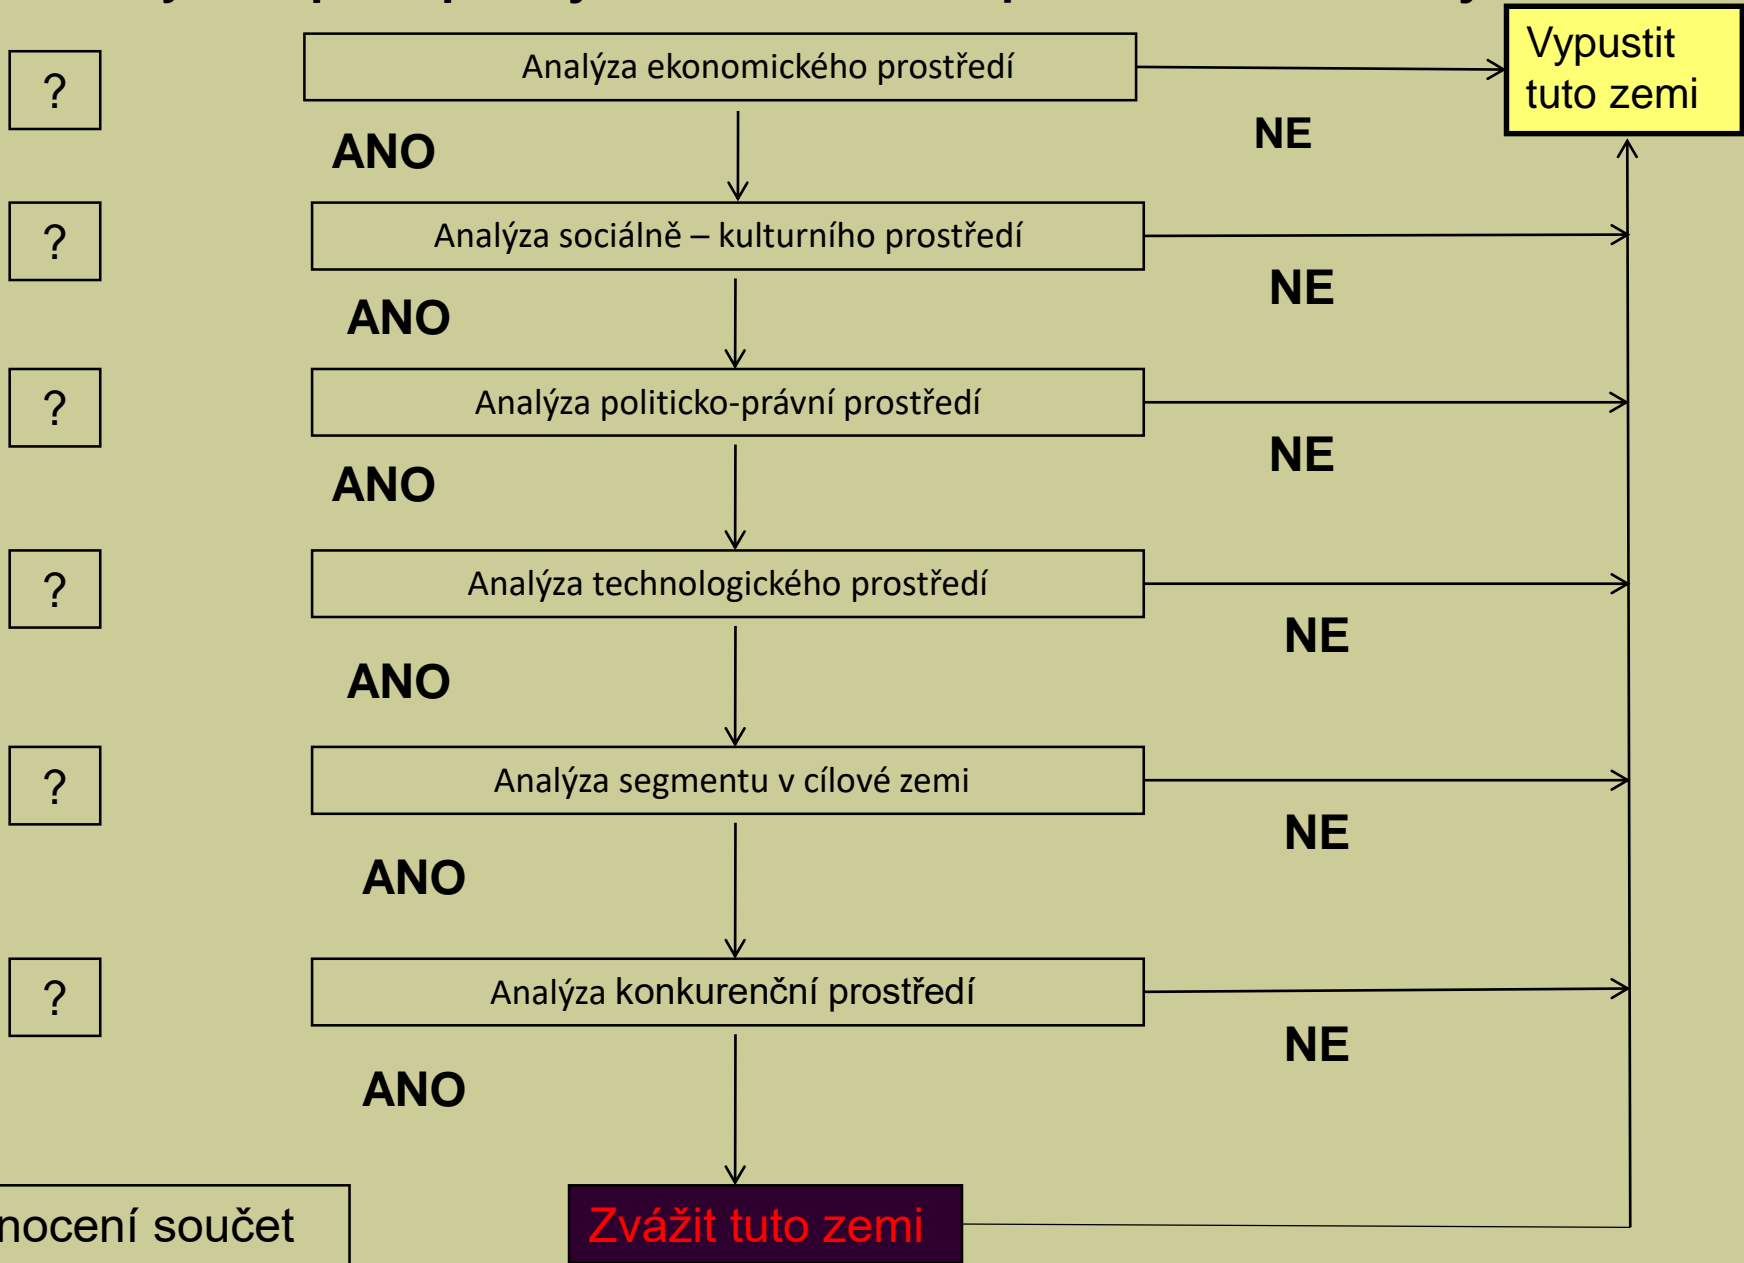 Vypustit
tuto zemi
?
Analýza ekonomického prostředí
ANO
NE
?
Analýza sociálně – kulturního prostředí
ANO
NE
?
Analýza politicko-právní prostředí
ANO
NE
?
Analýza technologického prostředí
ANO
NE
?
Analýza segmentu v cílové zemi
ANO
NE
?
Analýza konkurenční prostředí
ANO
NE
součet
Zvážit tuto zemi